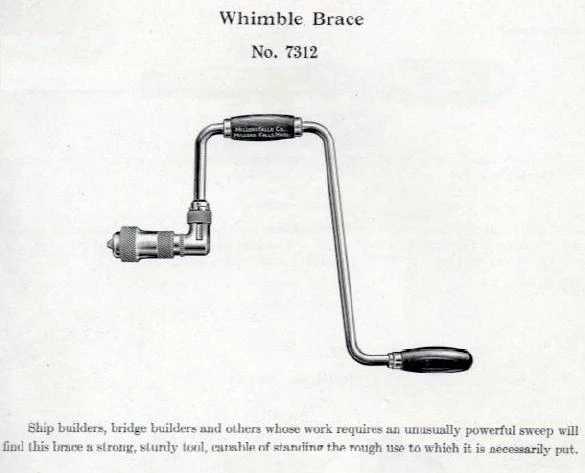 Whimble Brace
No. 7312
MILLERS FALLS CO.
MILLERS FALLS, MASS.
Ship builders, bridge builders and others whose work requires an unusually powerful sweep will
find this brace a strong, sturdy tool, capable of standing the rough use to which it is necessarily put.